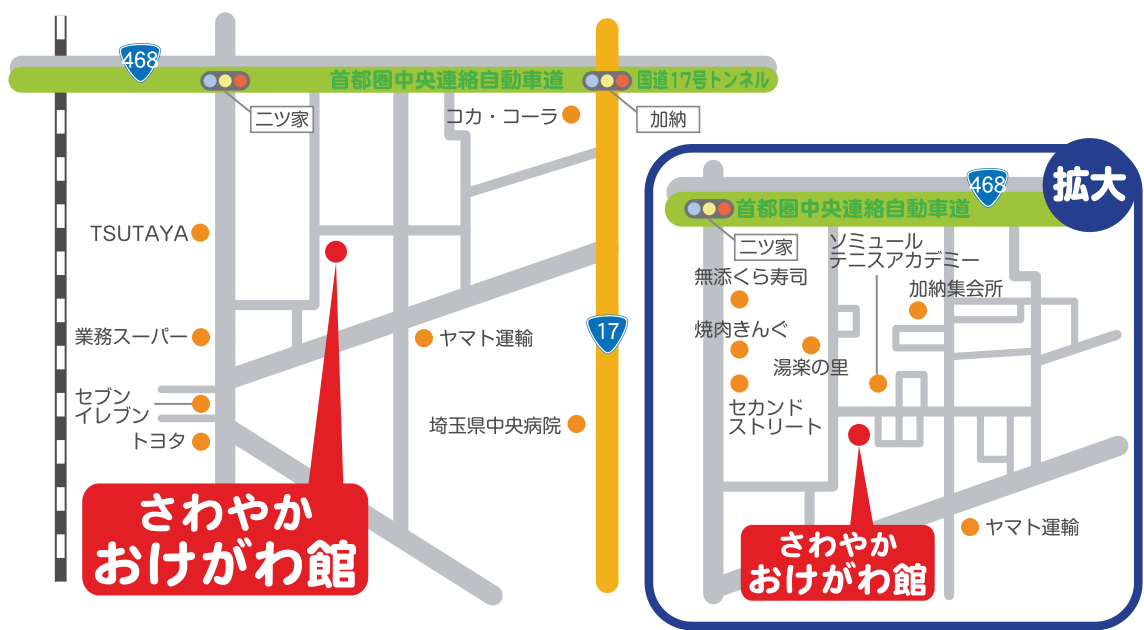 468
首都圏中央連絡自動車道
国道17号トンネル
二ツ家
コカ・コーラ
加納
TSUTAYA
業務スーパー
セブン
イレブン
トヨタ
ヤマト運輸
17
埼玉県中央病院
さわやか
おけがわ館
拡大
468
首都圏中央連絡自動車道
二ツ家
ソミュール
テニスアカデミー
無添くら寿司
加納集会所
焼肉きんぐ
湯楽の里
セカンド
ストリート
ヤマト運輸
さわやか
おけがわ館